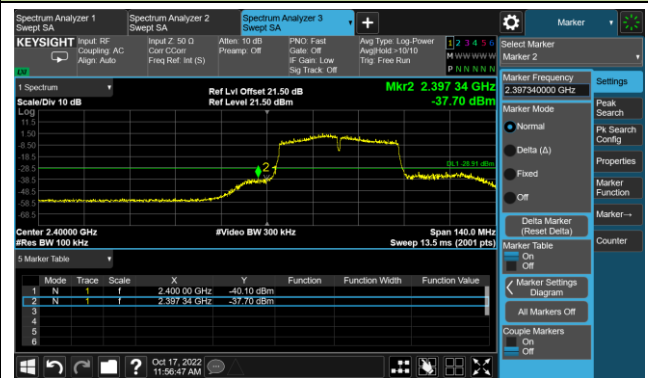 Spectrum Analyzer 1
Swept SA
Spectrum Analyzer 2
Swept SA
Spectrum Analyzer 3
Swept SA
+
Marker
KEYSIGHT
Input: RF
Coupling: AC
Align: Auto
Input Z: 50 Ω
Corr CCorr
Freq Ref: Int (S)
Atten: 10 dB
Preamp: Off
PNO: Fast
Gate: Off
IF Gain: Low
Sig Track: Off
Avg Type: Log-Power
Avg|Hold >10/10
Trig: Free Run
1 2 3 4 5 6
M W W W W W
P N N N N N
LXI
Select Marker
Marker 2
1 Spectrum
Scale/Div 10 dB
Ref Lvl Offset 21.50 dB
Ref Level 21.50 dBm
Mkr2 2.397 34 GHz
-37.70 dBm
Log
11.5
1.50
-8.50
-18.5
-28.5
-38.5
-48.5
-58.5
-68.5
2
1
DL1 -28.91 dBm
Center 2.40000 GHz
#Res BW 100 kHz
#Video BW 300 kHz
Span 140.0 MHz
Sweep 13.5 ms (2001 pts)
5 Marker Table
Mode Trace Scale X Y Function Function Width Function Value
1 N 1 f 2.400 00 GHz -40.10 dBm
2 N 1 f 2.397 34 GHz -37.70 dBm
3
4
5
6
Marker Frequency
2.397340000 GHz
Marker Mode
Normal
Delta (Δ)
Fixed
Off
Delta Marker
(Reset Delta)
Marker Table
On
Off
Marker Settings
Diagram
All Markers Off
Couple Markers
On
Off
Settings
Peak
Search
Pk Search
Config
Properties
Marker
Function
Marker→
Counter
?
Oct 17, 2022
11:56:47 AM